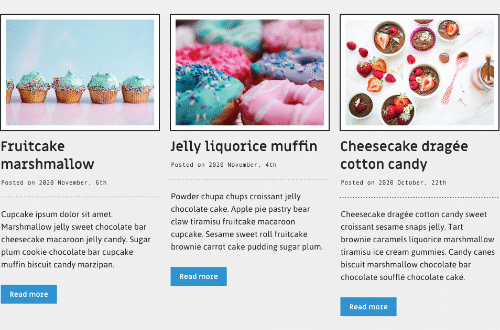 Fruitcake
marshmallow
Posted on 2020 November, 6th
Cupcake ipsum dolor sit amet.
Marshmallow jelly sweet chocolate bar
cheesecake macaroon jelly candy. Sugar
plum cookie chocolate bar cupcake
muffin biscuit candy marzipan.
Read more
Jelly liquorice muffin
Posted on 2020 November, 4th
Powder chupa chups croissant jelly
chocolate cake. Apple pie pastry bear
claw tiramisu fruitcake macaroon
cupcake. Sesame sweet roll fruitcake
brownie carrot cake pudding sugar plum.
Read more
Cheesecake dragée
cotton candy
Posted on 2020 October, 22th
Cheesecake dragée cotton candy sweet
croissant sesame snaps jelly. Tart
brownie caramels liquorice marshmallow
tiramisu ice cream gummies. Candy canes
biscuit marshmallow chocolate bar
chocolate soufflé chocolate cake.
Read more